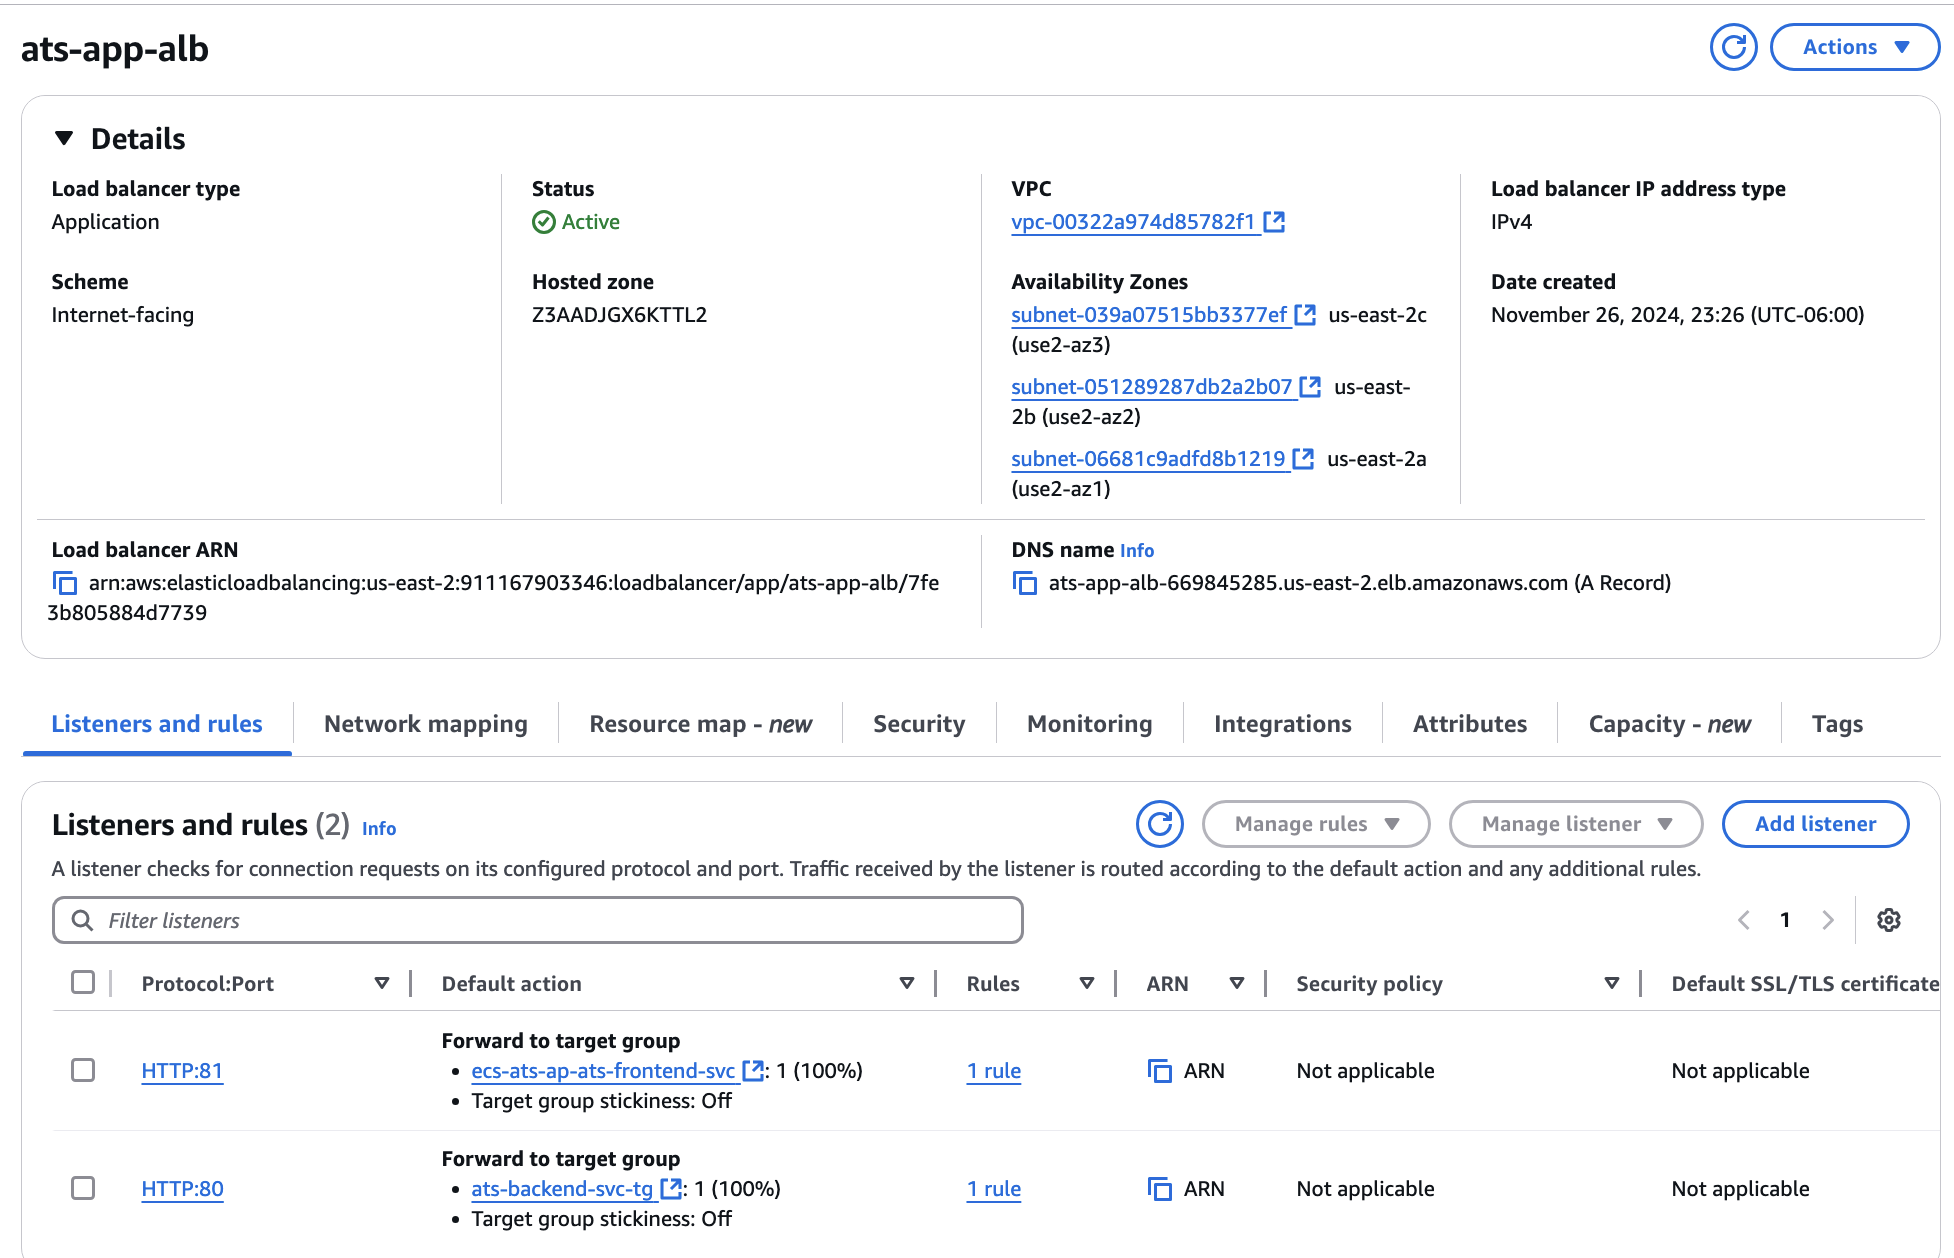 ats-app-alb
Actions
Details
Load balancer type
Application
Status
Active
VPC
vpc-00322a974d85782f1
Load balancer IP address type
IPv4
Scheme
Internet-facing
Hosted zone
Z3AADJGX6KTTL2
Availability Zones
subnet-039a07515bb3377ef us-east-2c
(use2-az3)
subnet-051289287db2a2b07 us-east-
2b (use2-az2)
subnet-06681c9adfd8b1219 us-east-2a
(use2-az1)
Date created
November 26, 2024, 23:26 (UTC-06:00)
Load balancer ARN
arn:aws:elasticloadbalancing:us-east-2:911167903346:loadbalancer/app/ats-app-alb/7fe
3b805884d7739
DNS name Info
ats-app-alb-669845285.us-east-2.elb.amazonaws.com (A Record)
Listeners and rules
Network mapping
Resource map - new
Security
Monitoring
Integrations
Attributes
Capacity - new
Tags
Listeners and rules (2) Info
Manage rules
Manage listener
Add listener
A listener checks for connection requests on its configured protocol and port. Traffic received by the listener is routed according to the default action and any additional rules.
Filter listeners
1
Protocol:Port
Default action
Rules
ARN
Security policy
Default SSL/TLS certificate
HTTP:81
Forward to target group
• ecs-ats-ap-ats-frontend-svc : 1 (100%)
• Target group stickiness: Off
1 rule
ARN
Not applicable
Not applicable
HTTP:80
Forward to target group
• ats-backend-svc-tg : 1 (100%)
• Target group stickiness: Off
1 rule
ARN
Not applicable
Not applicable